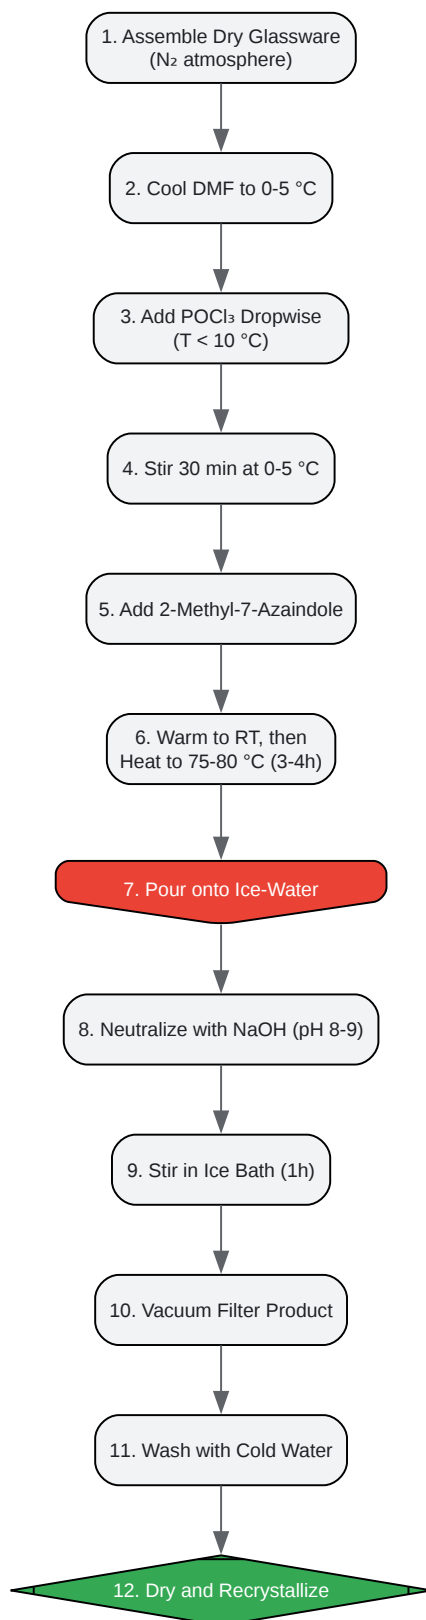 1. Assemble Dry Glassware
(N₂ atmosphere)
2. Cool DMF to 0-5 °C
3. Add POCl₃ Dropwise
(T < 10 °C)
4. Stir 30 min at 0-5 °C
5. Add 2-Methyl-7-Azaindole
6. Warm to RT, then
Heat to 75-80 °C (3-4h)
7. Pour onto Ice-Water
8. Neutralize with NaOH (pH 8-9)
9. Stir in Ice Bath (1h)
10. Vacuum Filter Product
11. Wash with Cold Water
12. Dry and Recrystallize